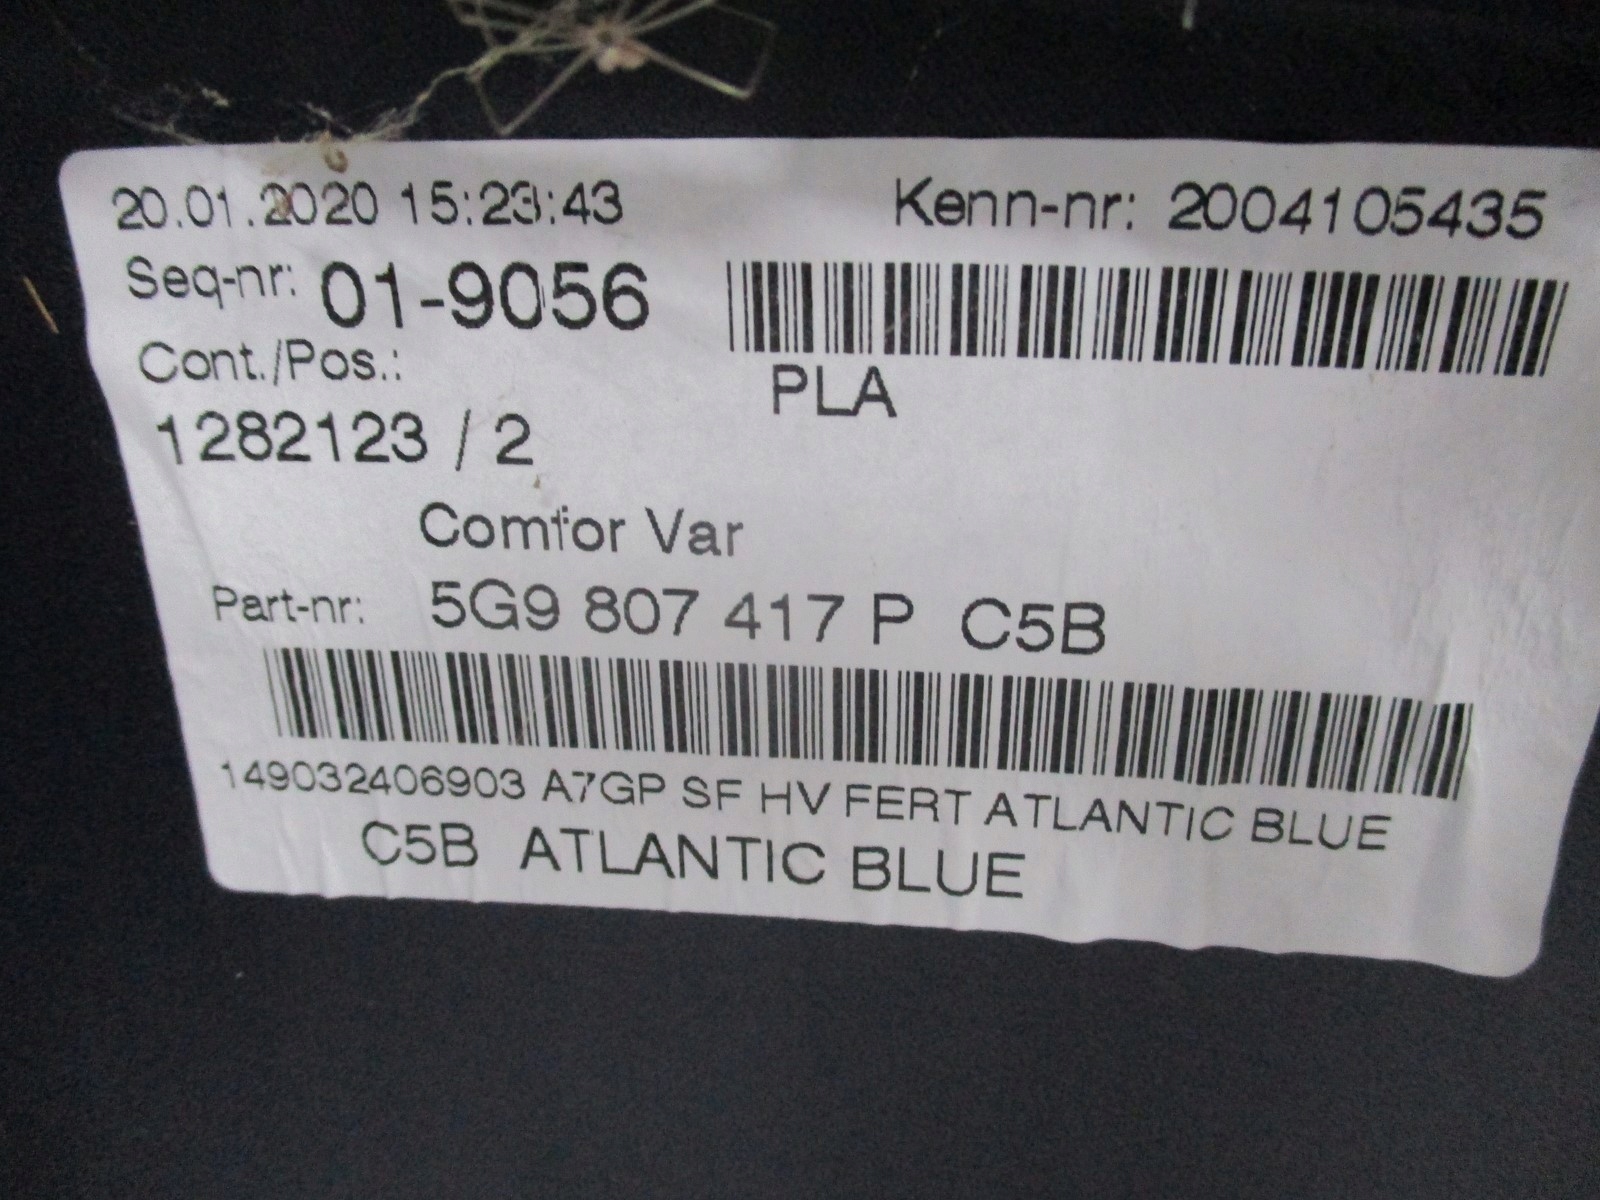 20.01.2020 15:23:43 Kenn-nr: 2004105435
Seq-nr: 01-9056
Cont./Pos.:
PLA
1282123 / 2
Comfor Var
Part-nr: 5G9 807 417 P C5B
149032406903 A7GP SF HV FERT ATLANTIC BLUE
C5B ATLANTIC BLUE